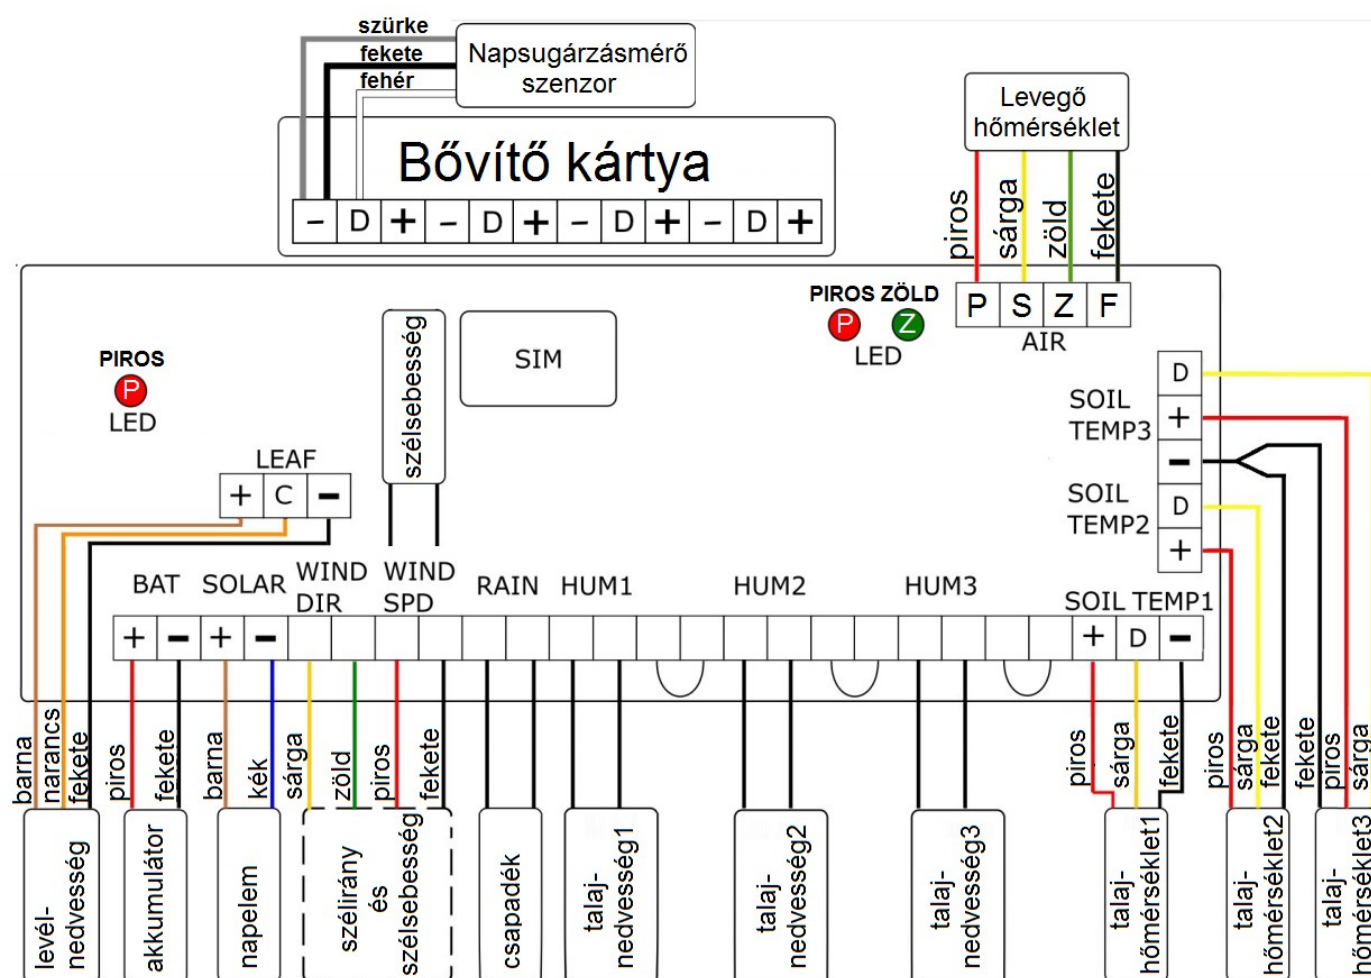 szürke
fekete
fehér
Napsugárzásmérő
szenzor
Bővítő kártya
– D + – D + – D + – D +
Levegő
hőmérséklet
piros
sárga
zöld
fekete
P S Z F
AIR
PIROS ZÖLD
P Z
LED
PIROS
P
LED
szélsebesség
SIM
LEAF
+ C –
D
+
–
D
+
SOIL
TEMP3
SOIL
TEMP2
BAT
SOLAR
WIND
DIR
WIND
SPD
RAIN
HUM1
HUM2
HUM3
SOIL TEMP1
+ – + – + D –
barna
narancs
fekete
piros
fekete
barna
kék
sárga
zöld
piros
fekete
piros
sárga
fekete
piros
sárga
fekete
fekete
piros
sárga
levél-
nedvesség
akkumulátor
napelem
szélirány
és
szélsebesség
csapadék
talaj-
nedvesség1
talaj-
nedvesség2
talaj-
nedvesség3
talaj-
hőmérséklet1
talaj-
hőmérséklet2
talaj-
hőmérséklet3